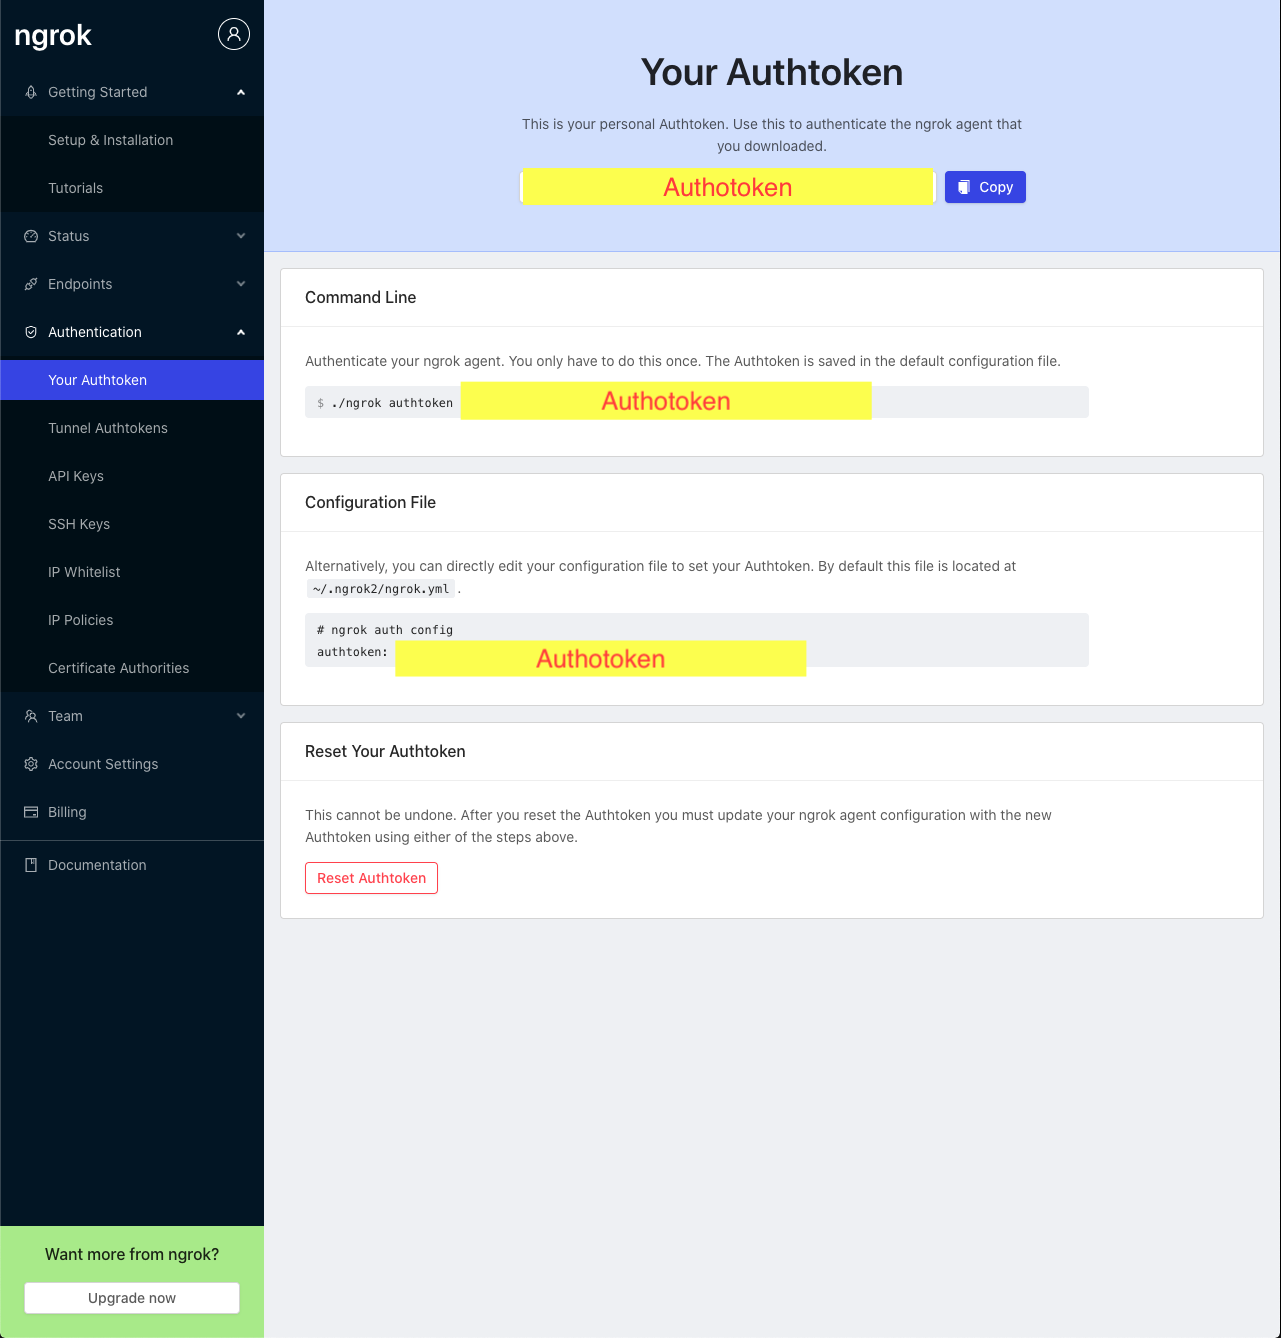 ngrok
Getting Started
Setup & Installation
Tutorials
Status
Endpoints
Authentication
Your Authtoken
Tunnel Authtokens
API Keys
SSH Keys
IP Whitelist
IP Policies
Certificate Authorities
Team
Account Settings
Billing
Documentation
Want more from ngrok?
Upgrade now
Your Authtoken
This is your personal Authtoken. Use this to authenticate the ngrok agent that
you downloaded.
Authotoken Copy
Command Line
Authenticate your ngrok agent. You only have to do this once. The Authtoken is saved in the default configuration file.
$ ./ngrok authtoken Authotoken
Configuration File
Alternatively, you can directly edit your configuration file to set your Authtoken. By default this file is located at
~/.ngrok2/ngrok.yml .
# ngrok auth config
authtoken: Authotoken
Reset Your Authtoken
This cannot be undone. After you reset the Authtoken you must update your ngrok agent configuration with the new
Authtoken using either of the steps above.
Reset Authtoken